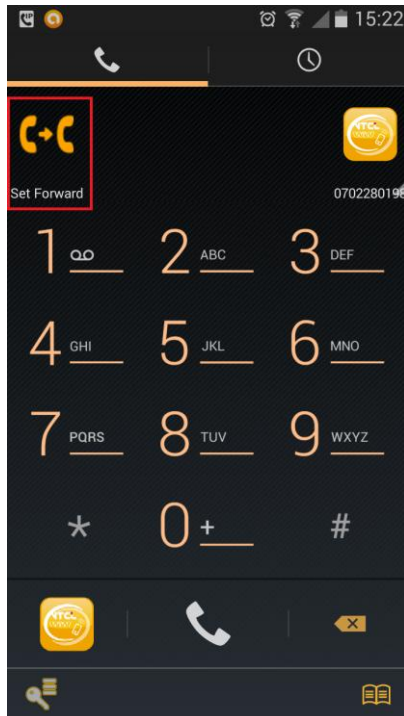 15:22
Set Forward
0702280198
1
2 ABC
3 DEF
4 GHI
5 JKL
6 MNO
7 PQRS
8 TUV
9 WXYZ
*
0 +
#